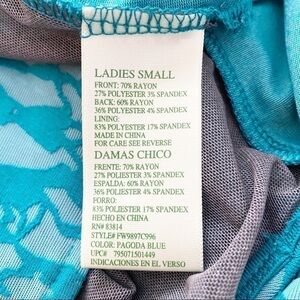 LADIES SMALL
FRONT: 70% RAYON
27% POLYESTER 3% SPANDEX
BACK: 60% RAYON
36% POLYESTER 4% SPANDEX
LINING:
83% POLYESTER 17% SPANDEX
MADE IN CHINA
FOR CARE SEE REVERSE
DAMAS CHICO
FRENTE: 70% RAYON
27% POLIESTER 3% SPANDEX
ESPALDA: 60% RAYON
36% POLIESTER 4% SPANDEX
FORRO:
83% POLIESTER 17% SPANDEX
HECHO EN CHINA
RN# 83814
STYLE# FW9897C996
COLOR: PAGODA BLUE
UPC# 795071501449
INDICACIONES EN EL VERSO